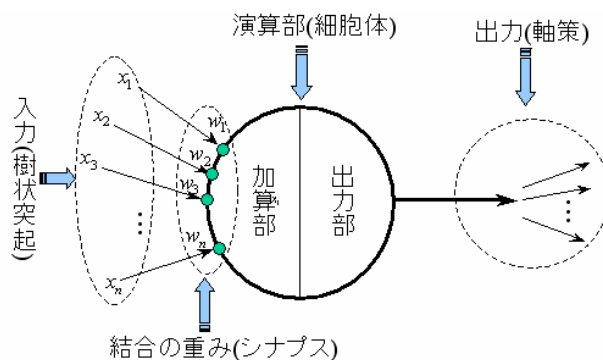 演算部(細胞体)
出力(軸策)
入力(樹状突起)
x1
x2
x3
⋮
xn
w1
w2
w3
wn
加算部
出力部
⋮
結合の重み(シナプス)